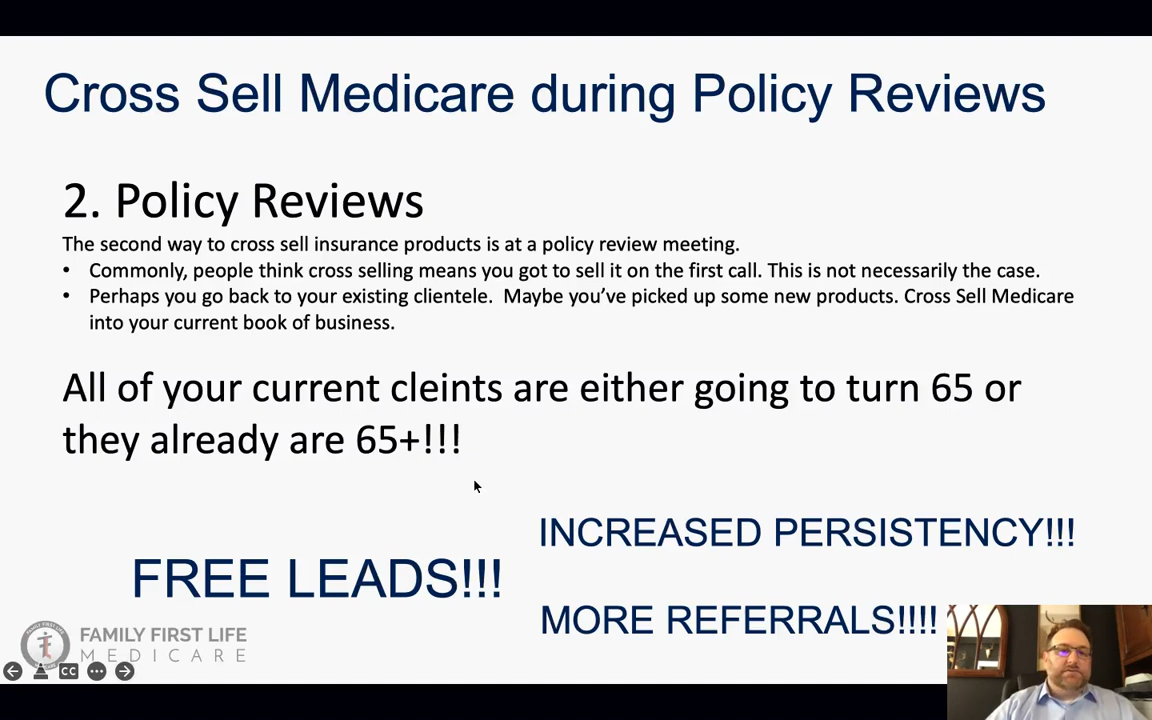 Cross Sell Medicare during Policy Reviews
2. Policy Reviews
The second way to cross sell insurance products is at a policy review meeting.
• Commonly, people think cross selling means you got to sell it on the first call. This is not necessarily the case.
• Perhaps you go back to your existing clientele.  Maybe you’ve picked up some new products. Cross Sell Medicare
into your current book of business.
All of your current cleints are either going to turn 65 or
they already are 65+!!!
INCREASED PERSISTENCY!!!
FREE LEADS!!!
MORE REFERRALS!!!!
FAMILY FIRST LIFE
MEDICARE
CC